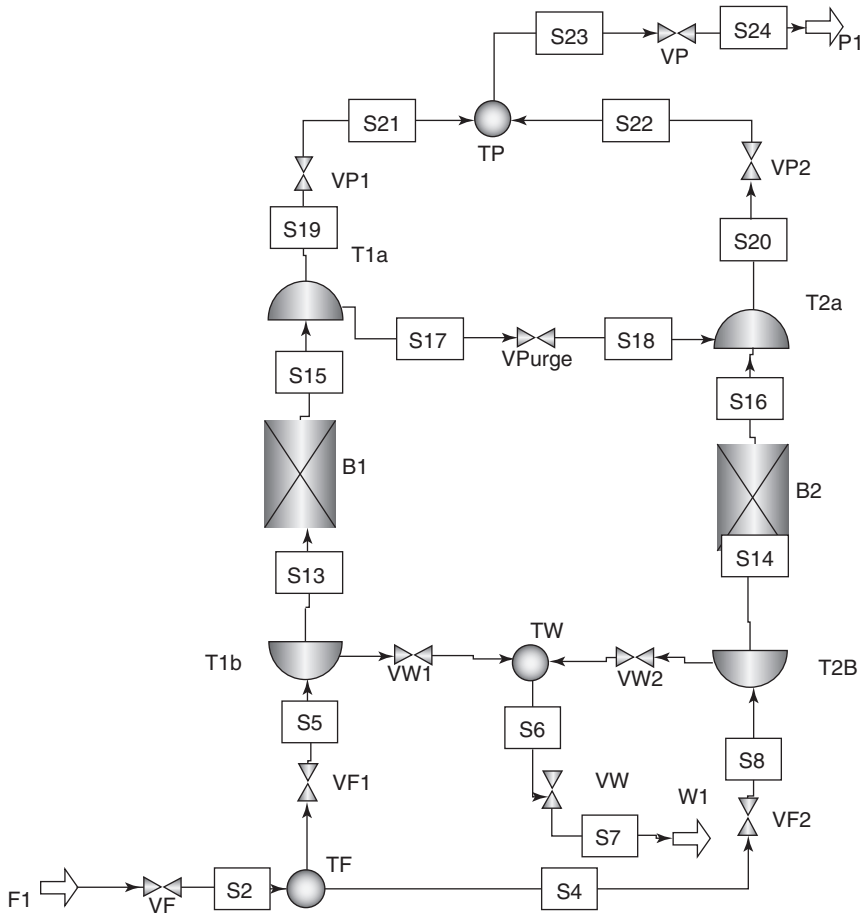 S23
S24
VP
P1
S21
S22
TP
VP1
VP2
S19
S20
T1a
T2a
S17
S18
VPurge
S15
S16
B1
B2
S13
S14
TW
T1b
T2B
VW1
VW2
S5
S6
S8
VF1
VW
W1
VF2
S7
TF
F1
S2
S4
VF